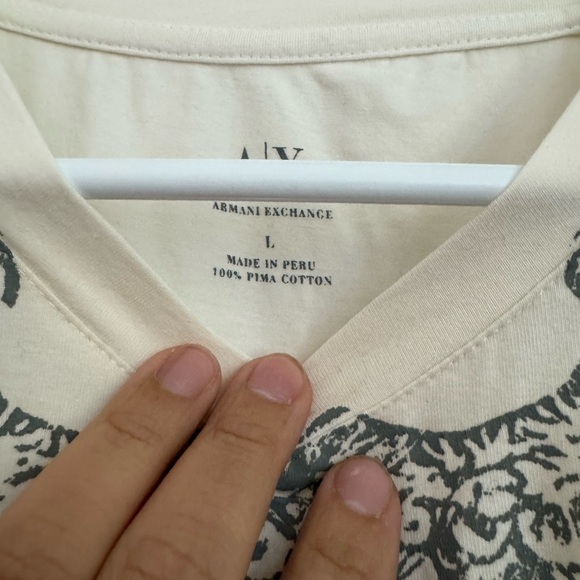 A|X
ARMANI EXCHANGE
L
MADE IN PERU
100% PIMA COTTON